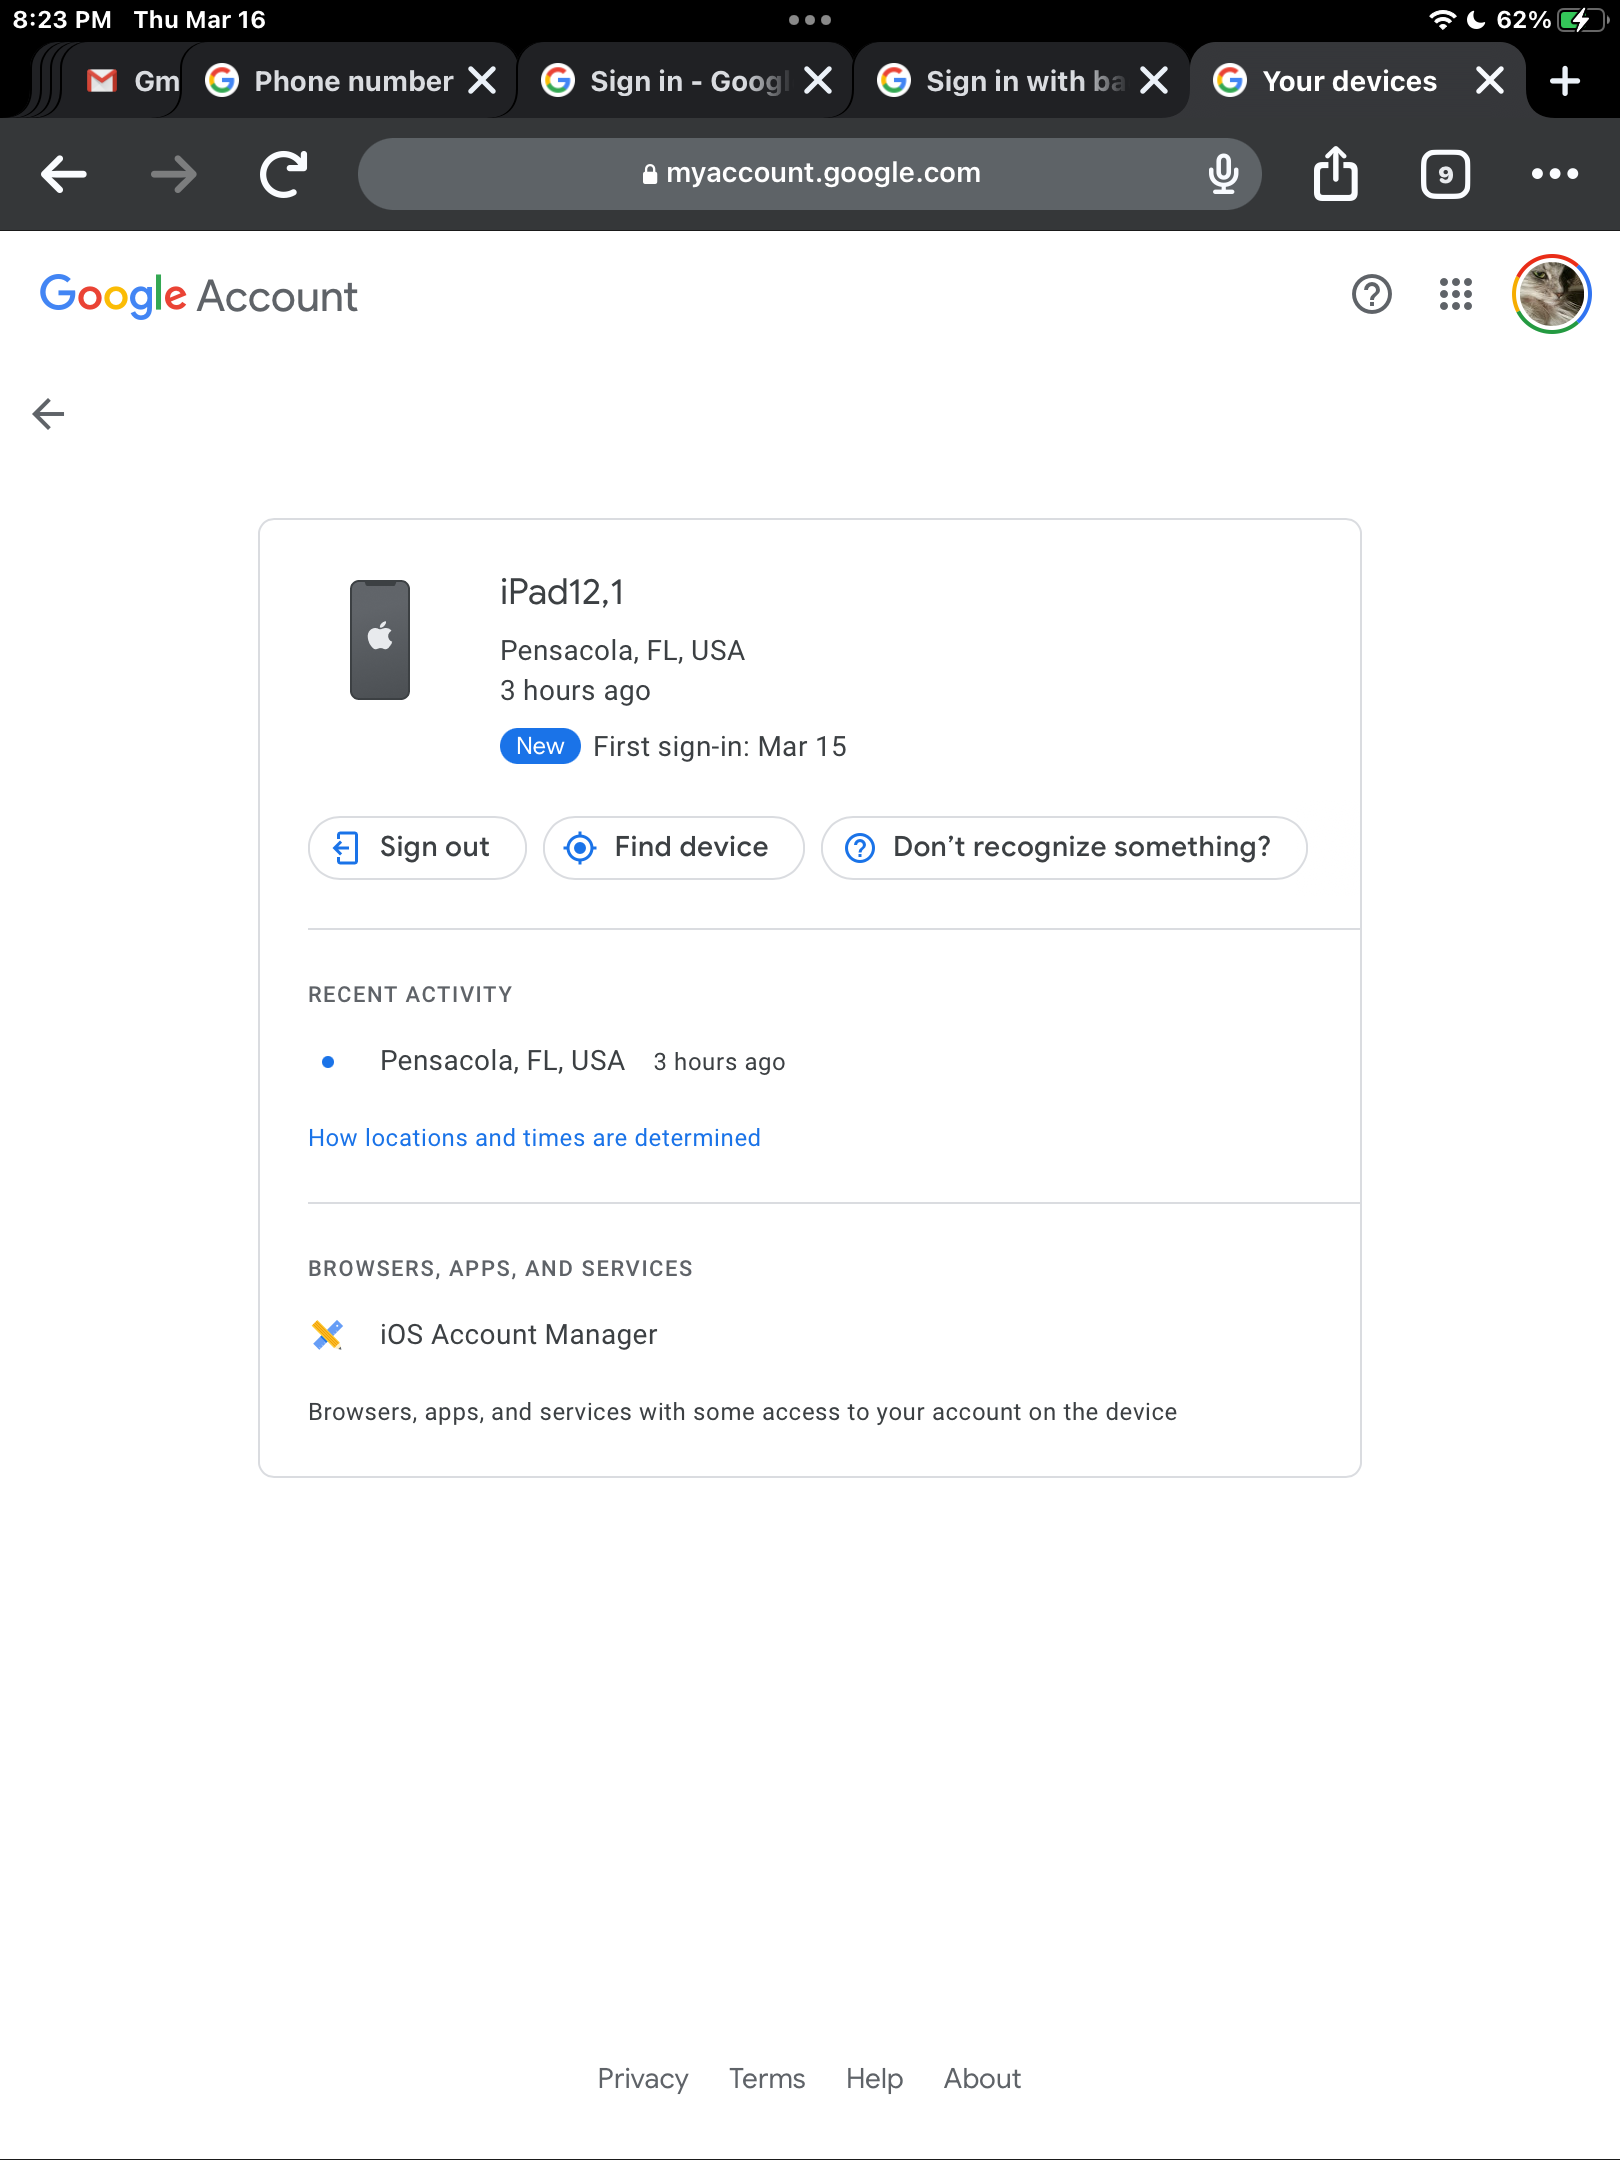 8:23 PM Thu Mar 16
62%
Gm
Phone number
Sign in - Googl
Sign in with ba
Your devices
myaccount.google.com
9
Google Account
iPad12,1
Pensacola, FL, USA
3 hours ago
New First sign-in: Mar 15
Sign out
Find device
Don’t recognize something?
RECENT ACTIVITY
Pensacola, FL, USA 3 hours ago
How locations and times are determined
BROWSERS, APPS, AND SERVICES
iOS Account Manager
Browsers, apps, and services with some access to your account on the device
Privacy Terms Help About